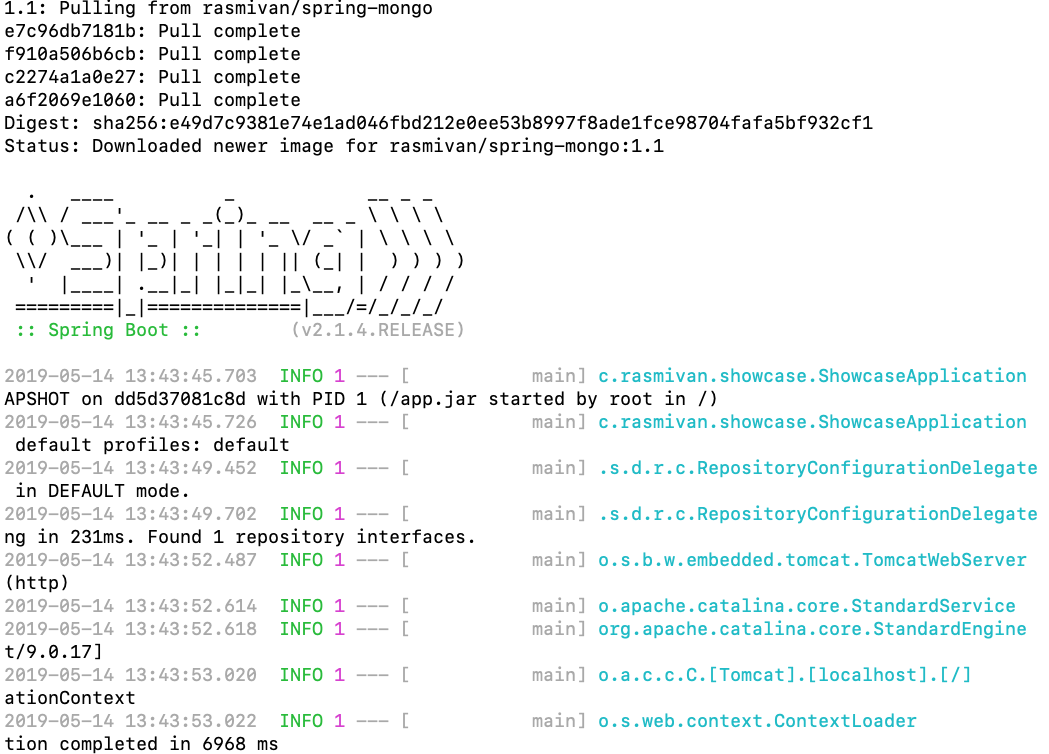 1.1: Pulling from rasmivan/spring-mongo
e7c96db7181b: Pull complete
f910a506b6cb: Pull complete
c2274a1a0e27: Pull complete
a6f2069e1060: Pull complete
Digest: sha256:e49d7c9381e74e1ad046fbd212e0ee53b8997f8ade1fce98704fafa5bf932cf1
Status: Downloaded newer image for rasmivan/spring-mongo:1.1

  .   ____          _            __ _ _
 /\\ / ___'_ __ _ _(_)_ __  __ _ \ \ \ \
( ( )\___ | '_ | '_| | '_ \/ _` | \ \ \ \
 \\/  ___)| |_)| | | | | || (_| |  ) ) ) )
  '  |____| .__|_| |_|_| |_\__, | / / / /
 =========|_|==============|___/=/_/_/_/
 :: Spring Boot ::        (v2.1.4.RELEASE)

2019-05-14 13:43:45.703  INFO 1 --- [           main] c.rasmivan.showcase.ShowcaseApplication
APSHOT on dd5d37081c8d with PID 1 (/app.jar started by root in /)
2019-05-14 13:43:45.726  INFO 1 --- [           main] c.rasmivan.showcase.ShowcaseApplication
 default profiles: default
2019-05-14 13:43:49.452  INFO 1 --- [           main] .s.d.r.c.RepositoryConfigurationDelegate
 in DEFAULT mode.
2019-05-14 13:43:49.702  INFO 1 --- [           main] .s.d.r.c.RepositoryConfigurationDelegate
ng in 231ms. Found 1 repository interfaces.
2019-05-14 13:43:52.487  INFO 1 --- [           main] o.s.b.w.embedded.tomcat.TomcatWebServer
(http)
2019-05-14 13:43:52.614  INFO 1 --- [           main] o.apache.catalina.core.StandardService
2019-05-14 13:43:52.618  INFO 1 --- [           main] org.apache.catalina.core.StandardEngine
t/9.0.17]
2019-05-14 13:43:53.020  INFO 1 --- [           main] o.a.c.c.C.[Tomcat].[localhost].[/]
ationContext
2019-05-14 13:43:53.022  INFO 1 --- [           main] o.s.web.context.ContextLoader
tion completed in 6968 ms